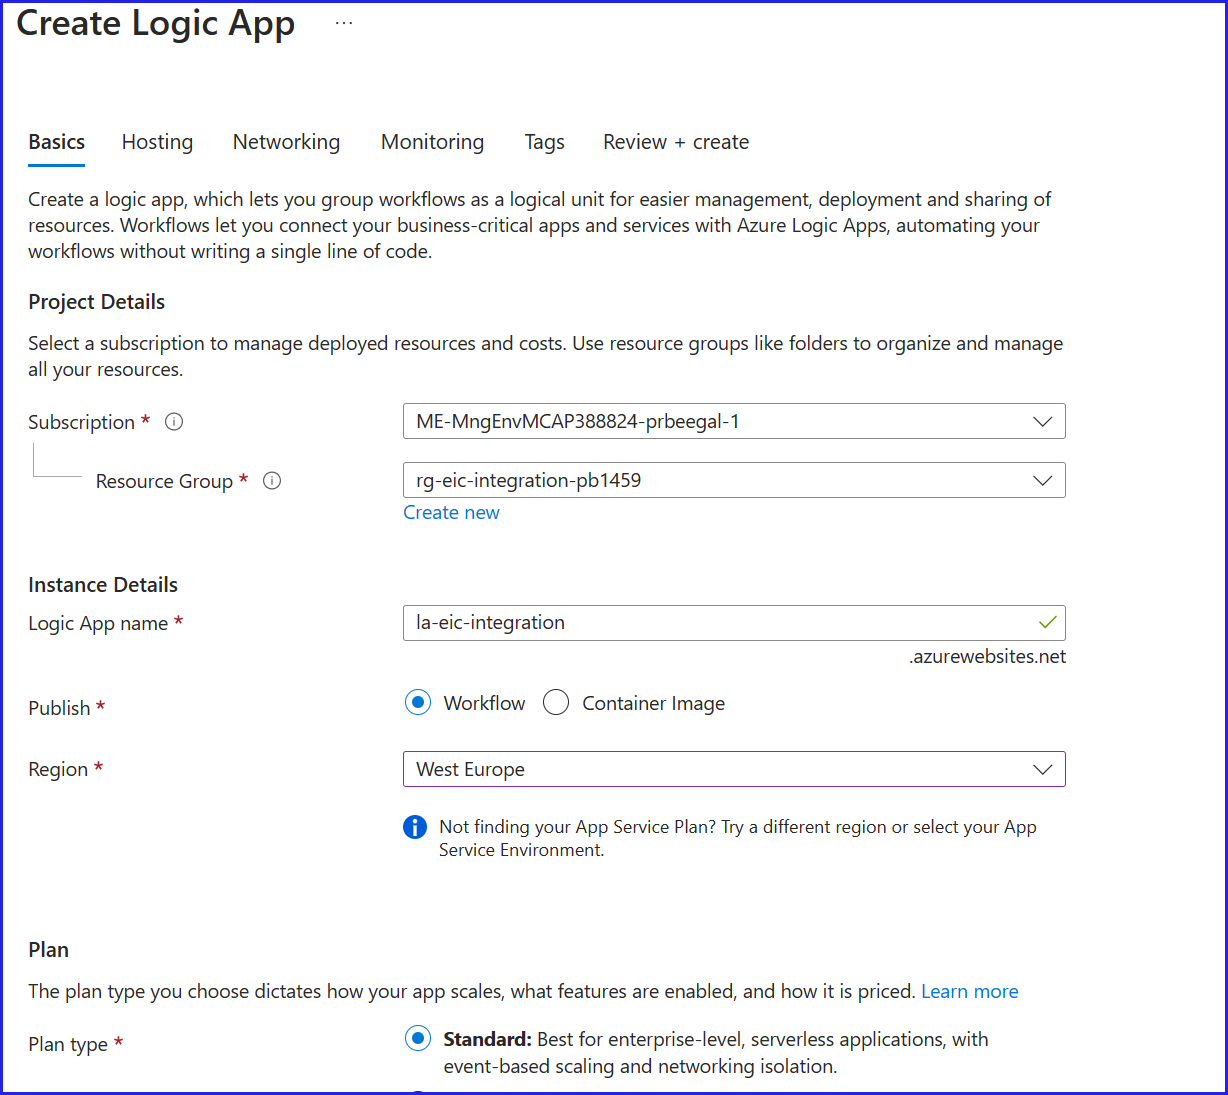 Create Logic App ...
Basics Hosting Networking Monitoring Tags Review + create
Create a logic app, which lets you group workflows as a logical unit for easier management, deployment and sharing of
resources. Workflows let you connect your business-critical apps and services with Azure Logic Apps, automating your
workflows without writing a single line of code.
Project Details
Select a subscription to manage deployed resources and costs. Use resource groups like folders to organize and manage
all your resources.
Subscription * ME-MngEnvMCAP388824-prbeegal-1
Resource Group * rg-eic-integration-pb1459
Create new
Instance Details
Logic App name * la-eic-integration
.azurewebsites.net
Publish * Workflow Container Image
Region * West Europe
Not finding your App Service Plan? Try a different region or select your App
Service Environment.
Plan
The plan type you choose dictates how your app scales, what features are enabled, and how it is priced. Learn more
Plan type * Standard: Best for enterprise-level, serverless applications, with
event-based scaling and networking isolation.